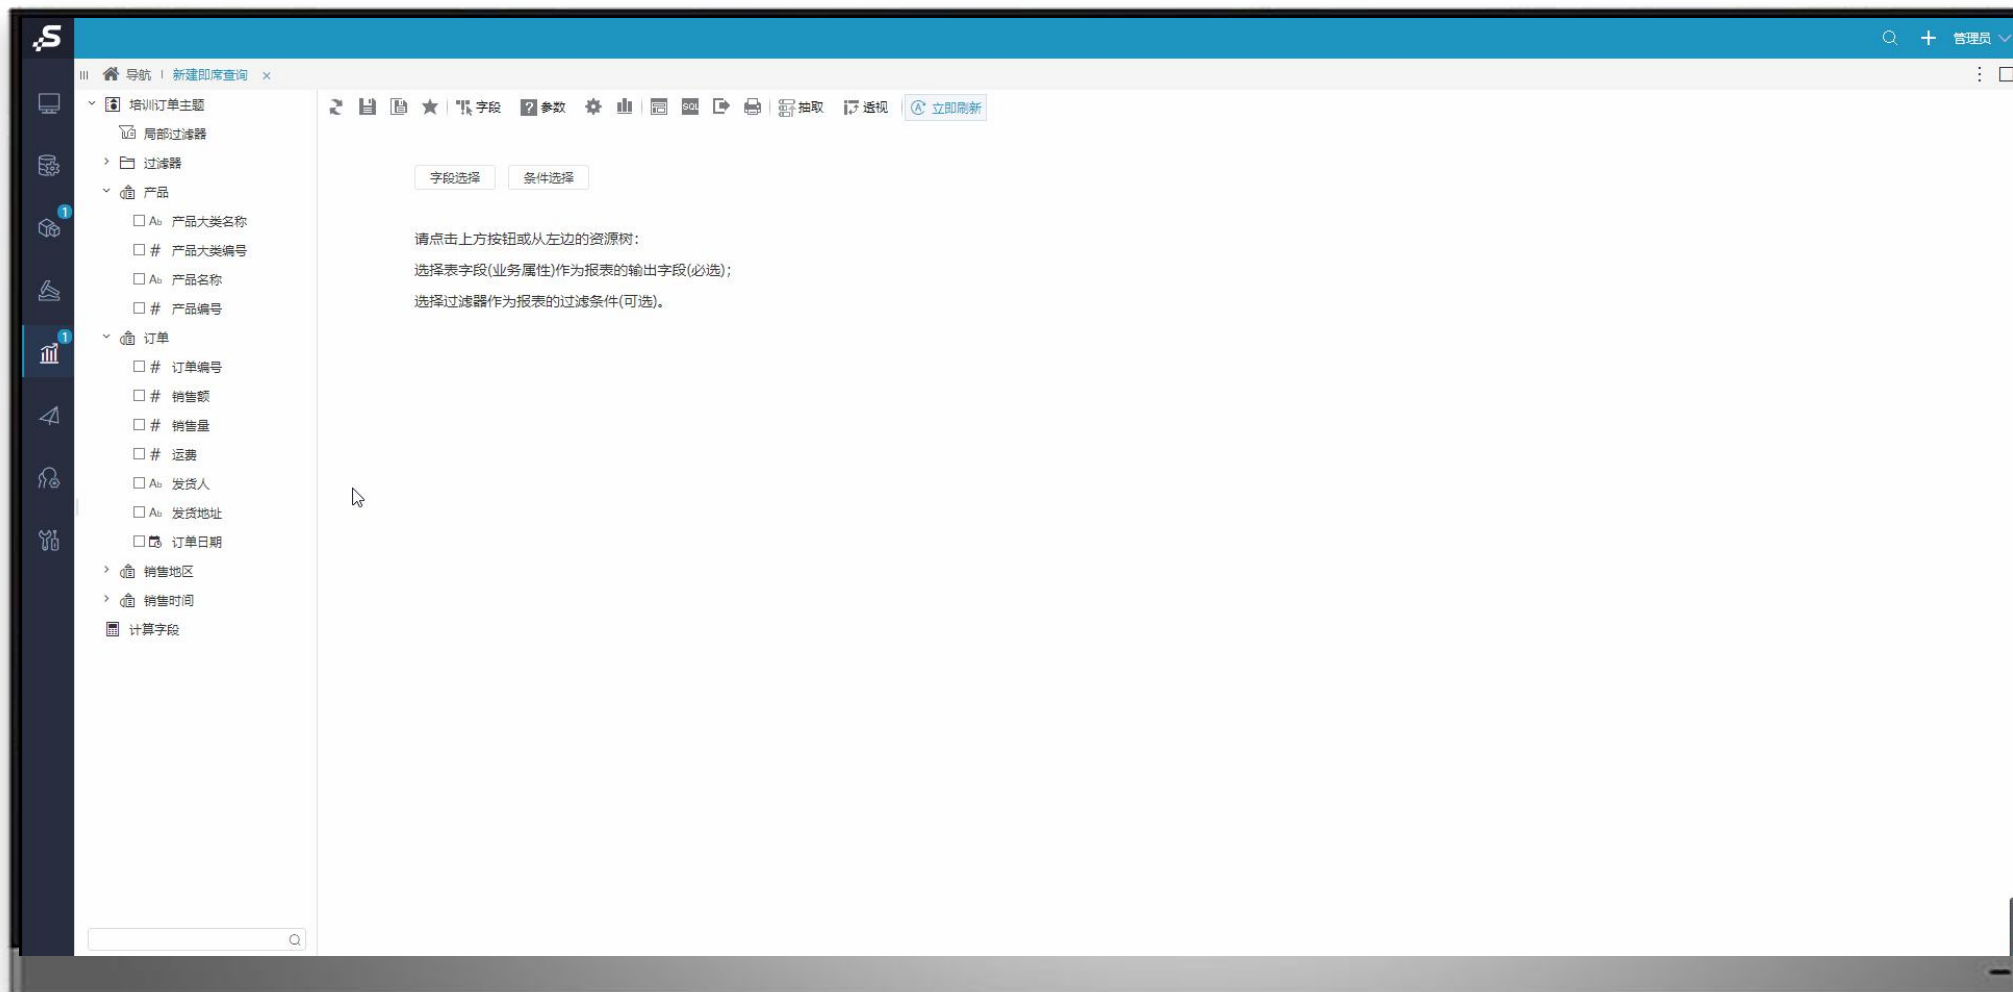 S
管理员
导航 新建即席查询 ×
培训订单主题
字段 参数 SQL 抽取 透视 立即刷新
局部过滤器
过滤器
产品
产品大类名称
产品大类编号
产品名称
产品编号
1
订单
1
订单编号
销售额
销售量
运费
发货人
发货地址
订单日期
销售地区
销售时间
计算字段
字段选择 条件选择
请点击上方按钮或从左边的资源树：
选择表字段(业务属性)作为报表的输出字段(必选)；
选择过滤器作为报表的过滤条件(可选)。